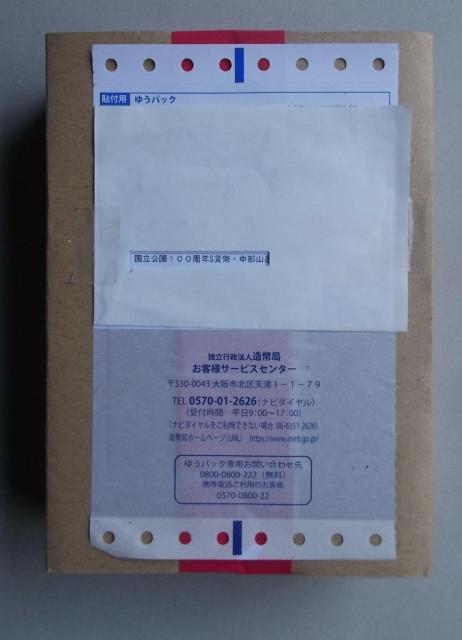 貼付用 ゆうパック
国立公園100周年S貨幣・中部山
独立行政法人造幣局
お客様サービスセンター
〒530-0043 大阪市北区天満1-1-79
TEL 0570-01-2626(ナビダイヤル)
(受付時間 平日9:00〜17:00)
(ナビダイヤルをご利用できない場合 06-6351-2626)
造幣局ホームページ(URL) https://www.mint.go.jp/
ゆうパック専用お問い合わせ先
0800-0800-222(無料)
携帯電話ご利用のお客様
0570-0800-22